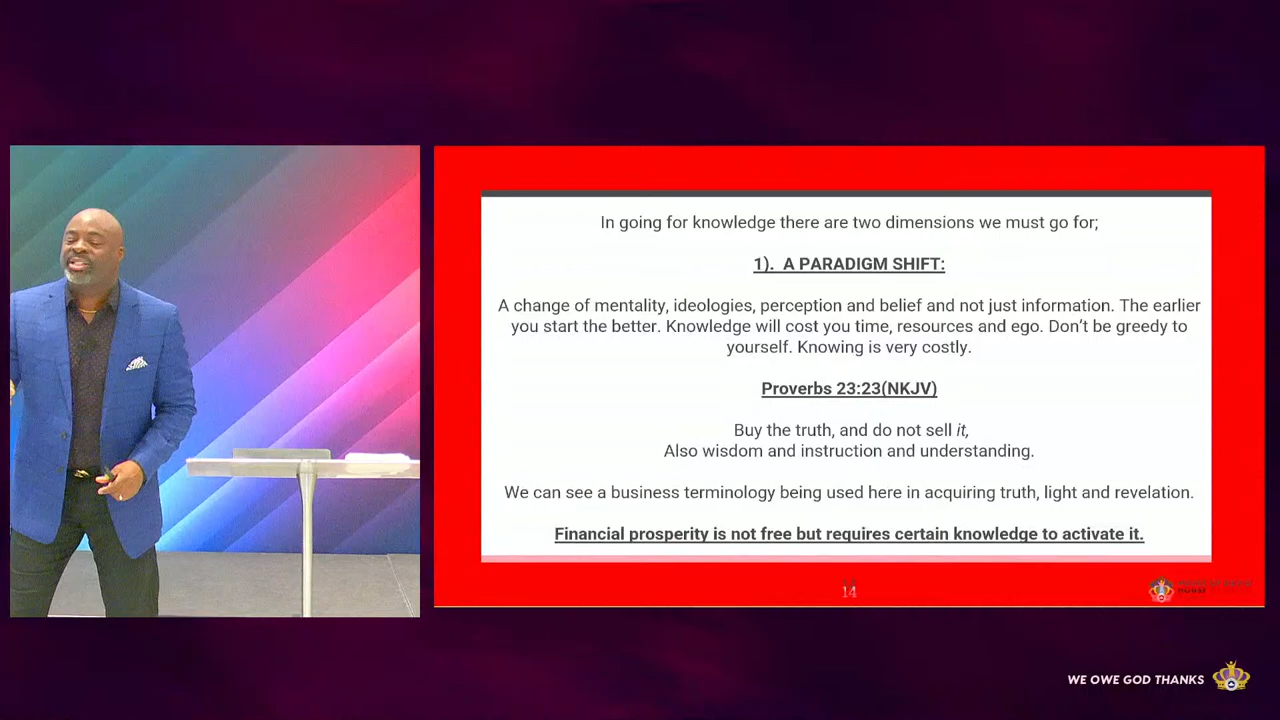 In going for knowledge there are two dimensions we must go for;
1). A PARADIGM SHIFT:
A change of mentality, ideologies, perception and belief and not just information. The earlier
you start the better. Knowledge will cost you time, resources and ego. Don't be greedy to
yourself. Knowing is very costly.
Proverbs 23:23(NKJV)
Buy the truth, and do not sell it,
Also wisdom and instruction and understanding.
We can see a business terminology being used here in acquiring truth, light and revelation.
Financial prosperity is not free but requires certain knowledge to activate it.
14
HOUSE
WE OWE GOD THANKS